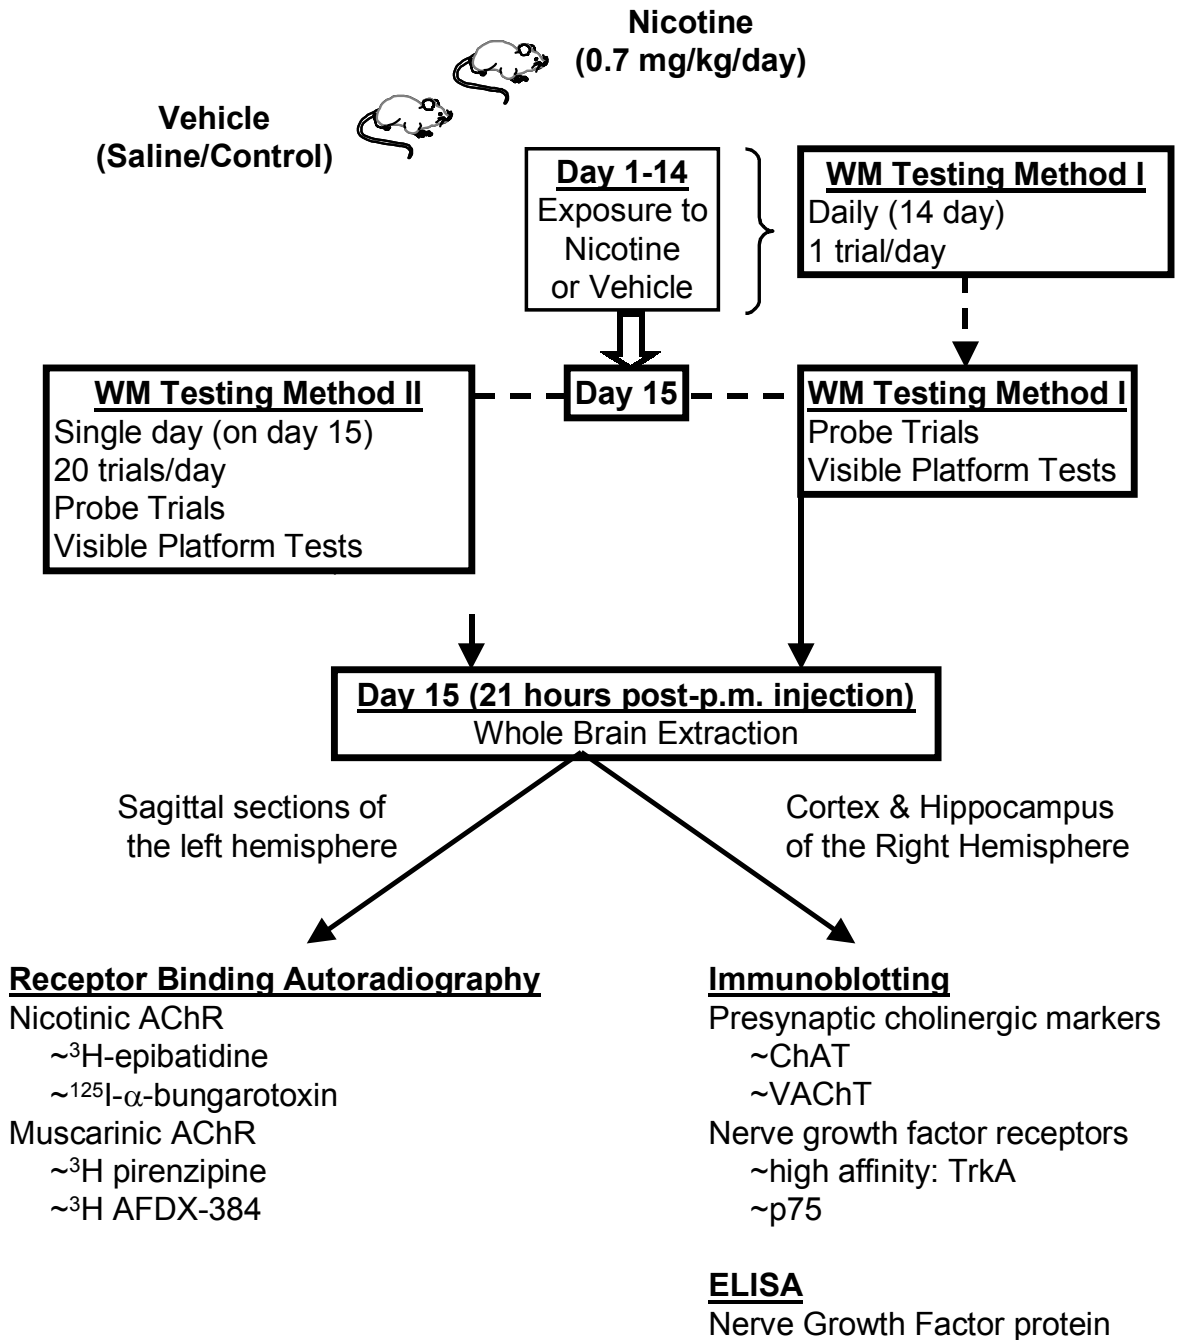 Nicotine
(0.7 mg/kg/day)
Vehicle
(Saline/Control)
Day 1-14
Exposure to
Nicotine
or Vehicle
WM Testing Method I
Daily (14 day)
1 trial/day
WM Testing Method II
Single day (on day 15)
20 trials/day
Probe Trials
Visible Platform Tests
Day 15
WM Testing Method I
Probe Trials
Visible Platform Tests
Day 15 (21 hours post-p.m. injection)
Whole Brain Extraction
Sagittal sections of
the left hemisphere
Cortex & Hippocampus
of the Right Hemisphere
Receptor Binding Autoradiography
Nicotinic AChR
~³H-epibatidine
~¹²⁵I-α-bungarotoxin
Muscarinic AChR
~³H pirenzipine
~³H AFDX-384
Immunoblotting
Presynaptic cholinergic markers
~ChAT
~VAChT
Nerve growth factor receptors
~high affinity: TrkA
~p75
ELISA
Nerve Growth Factor protein